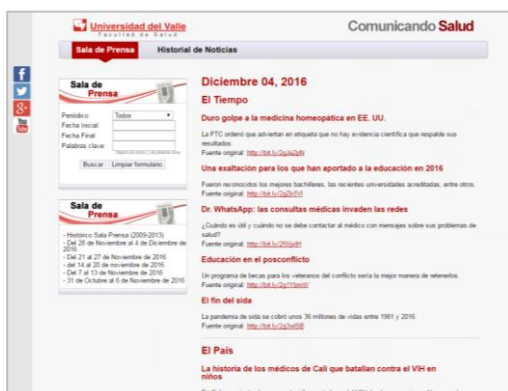 Universidad del Valle
Facultad de Salud
Comunicando Salud
Sala de Prensa
Historial de Noticias
Sala de
Prensa
Periódico:
Todos
Fecha Inicial:
Fecha Final:
Palabras clave:
Buscar
Limpiar formulario
Sala de
Prensa
- Histórico Sala Prensa (2009-2013)
- Del 28 de Noviembre al 4 de Diciembre de
2016
- Del 21 al 27 de Noviembre de 2016
- del 14 al 20 de noviembre de 2016
- Del 7 al 13 de Noviembre de 2016
- 31 de Octubre al 6 de Noviembre de 2016
Diciembre 04, 2016
El Tiempo
Duro golpe a la medicina homeopática en EE. UU.
La FTC ordenó que adviertan en etiqueta que no hay evidencia científica que respalde sus
resultados.
Fuente original:
Una exaltación para los que han aportado a la educación en 2016
Fueron reconocidos los mejores bachilleres, las recientes universidades acreditadas, entre otros.
Fuente original:
Dr. WhatsApp: las consultas médicas invaden las redes
¿Cuándo es útil y cuándo no se debe contactar al médico con mensajes sobre sus problemas de
salud?
Fuente original:
Educación en el posconflicto
Un programa de becas para los veteranos del conflicto sería la mejor manera de retenerlos.
Fuente original:
El fin del sida
La pandemia de sida se cobró unos 36 millones de vidas entre 1981 y 2016.
Fuente original:
El País
La historia de los médicos de Cali que batallan contra el VIH en
niños